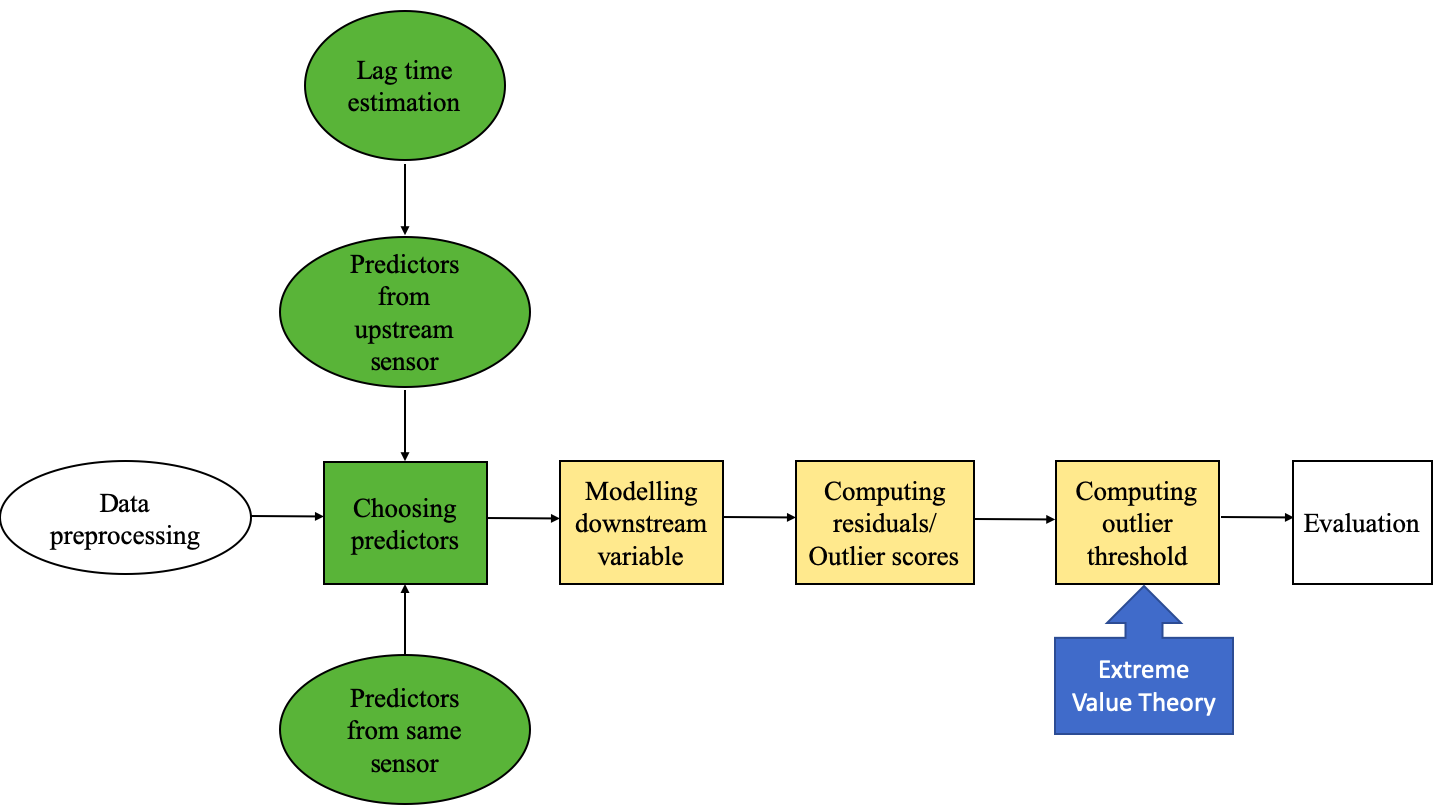 Lag time
estimation
Predictors
from
upstream
sensor
Data
preprocessing
Choosing
predictors
Modelling
downstream
variable
Computing
residuals/
Outlier scores
Computing
outlier
threshold
Evaluation
Extreme
Value Theory
Predictors
from same
sensor